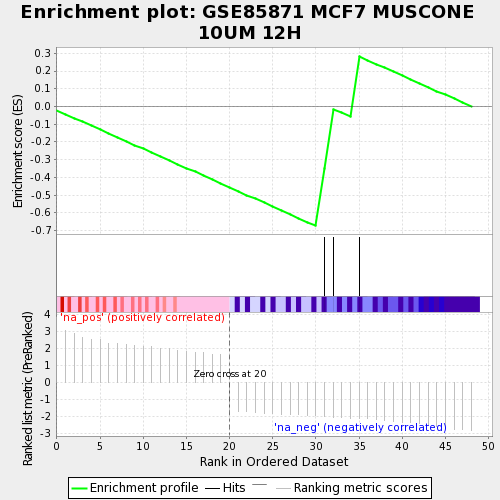 Enrichment plot: GSE85871 MCF7 MUSCONE
10UM 12H
Enrichment score (ES)
0.3
0.2
0.1
0.0
-0.1
-0.2
-0.3
-0.4
-0.5
-0.6
-0.7
Ranked list metric (PreRanked)
4
3
2
1
0
-1
-2
-3
'na_pos' (positively correlated)
Zero cross at 20
'na_neg' (negatively correlated)
0 5 10 15 20 25 30 35 40 45 50
Rank in Ordered Dataset
Enrichment profile Hits Ranking metric scores